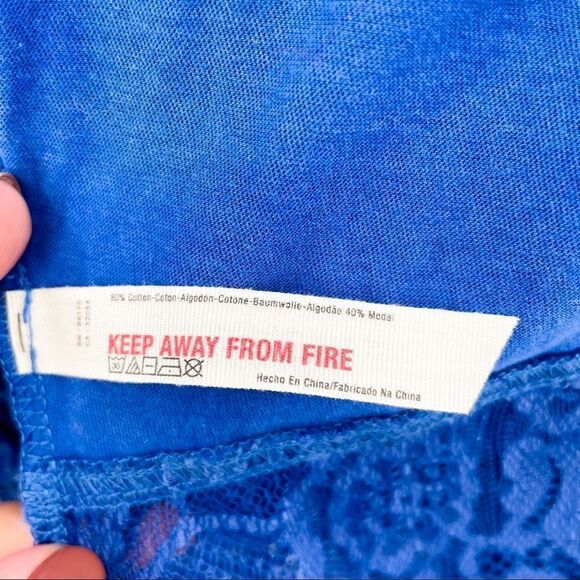 60% Cotton-Coton-Algodón-Cotone-Baumwolle-Algodão 40% Modal
KEEP AWAY FROM FIRE
30
Hecho En China/Fabricado Na China